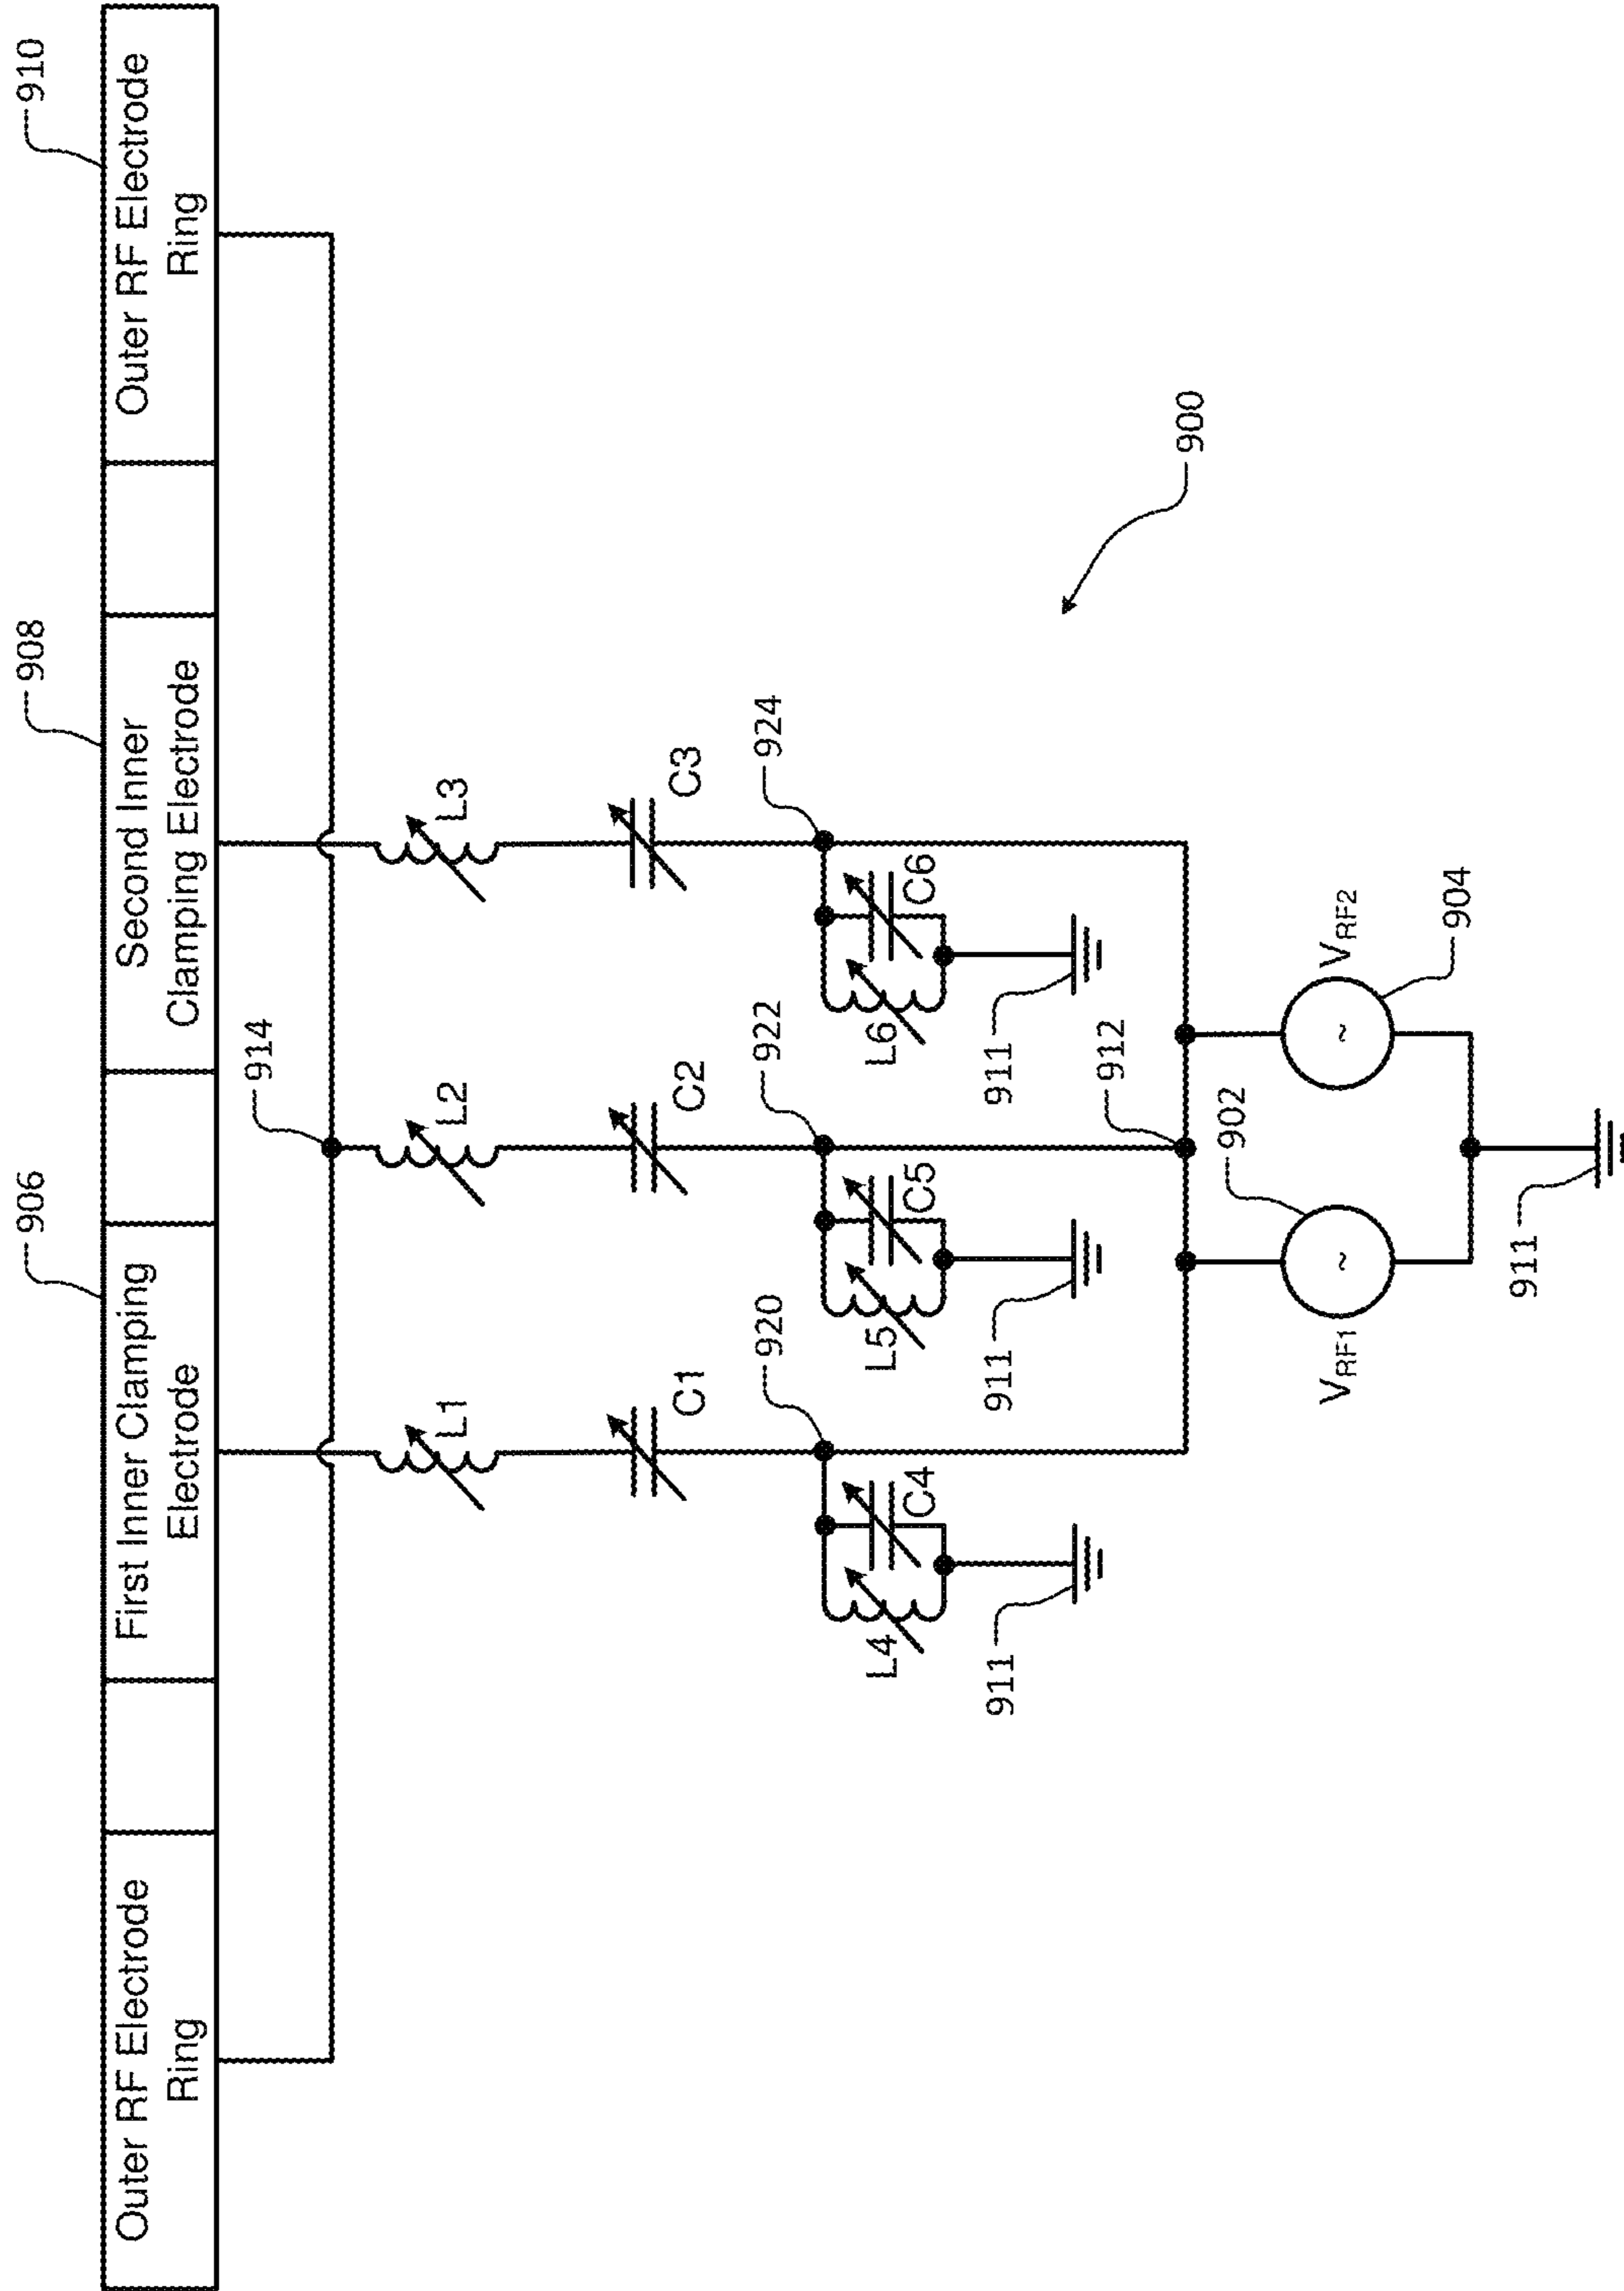 906
908
910
Outer RF Electrode
Ring
First Inner Clamping
Electrode
Second Inner
Clamping Electrode
Outer RF Electrode
Ring
914
L1
L2
L3
C1
C2
C3
920
922
924
L4
C4
L5
C5
L6
C6
911
911
911
900
912
902
VRF1
~
~
VRF2
904
911